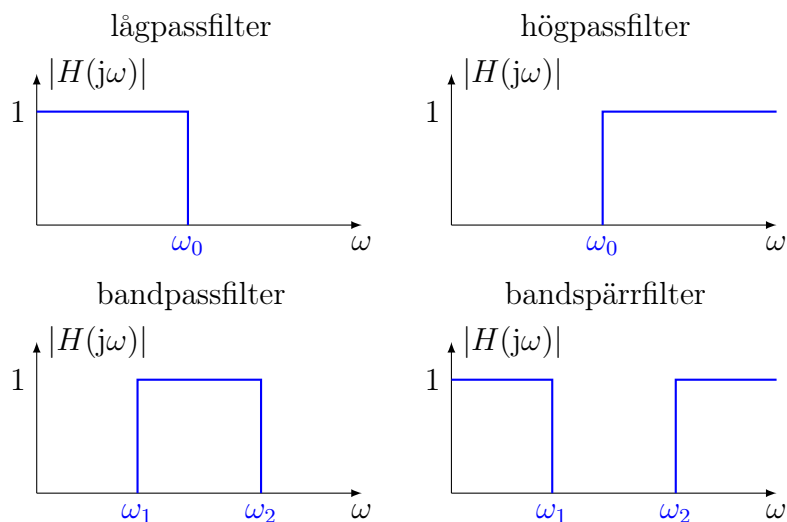 lågpassfilter
|H(jω)|
1
ω₀
ω
högpassfilter
|H(jω)|
1
ω₀
ω
bandpassfilter
|H(jω)|
1
ω₁
ω₂
ω
bandspärrfilter
|H(jω)|
1
ω₁
ω₂
ω